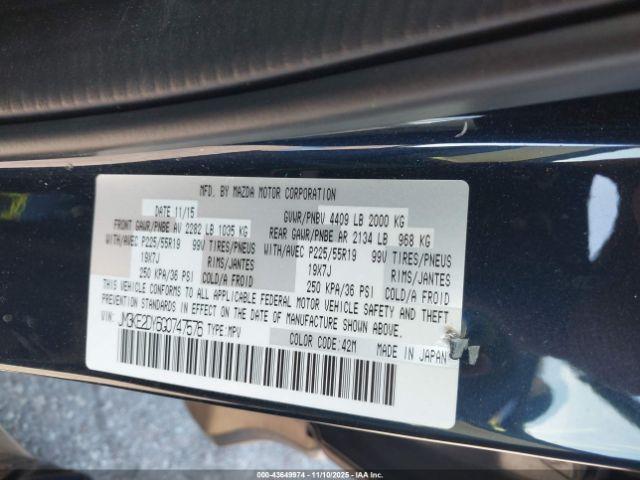 MFD. BY MAZDA MOTOR CORPORATION
DATE 11/15 GVWR/PNBV 4409 LB 2000 KG
FRONT GAWR/PNBE AV 2282 LB 1035 KG REAR GAWR/PNBE AR 2134 LB 968 KG
WITH/AVEC P225/55R19 99V TIRES/PNEUS WITH/AVEC P225/55R19 99V TIRES/PNEUS
19X7J RIMS/JANTES 19X7J RIMS/JANTES
250 KPA/36 PSI COLD/A FROID 250 KPA/36 PSI COLD/A FROID
THIS VEHICLE CONFORMS TO ALL APPLICABLE FEDERAL MOTOR VEHICLE SAFETY AND THEFT
PREVENTION STANDARDS IN EFFECT ON THE DATE OF MANUFACTURE SHOWN ABOVE.
VIN: JM3KE2DY6G0747576 TYPE:MPV COLOR CODE:42M MADE IN JAPAN
© IAA 43649974 - 11/10/2025 - IAAI.COM